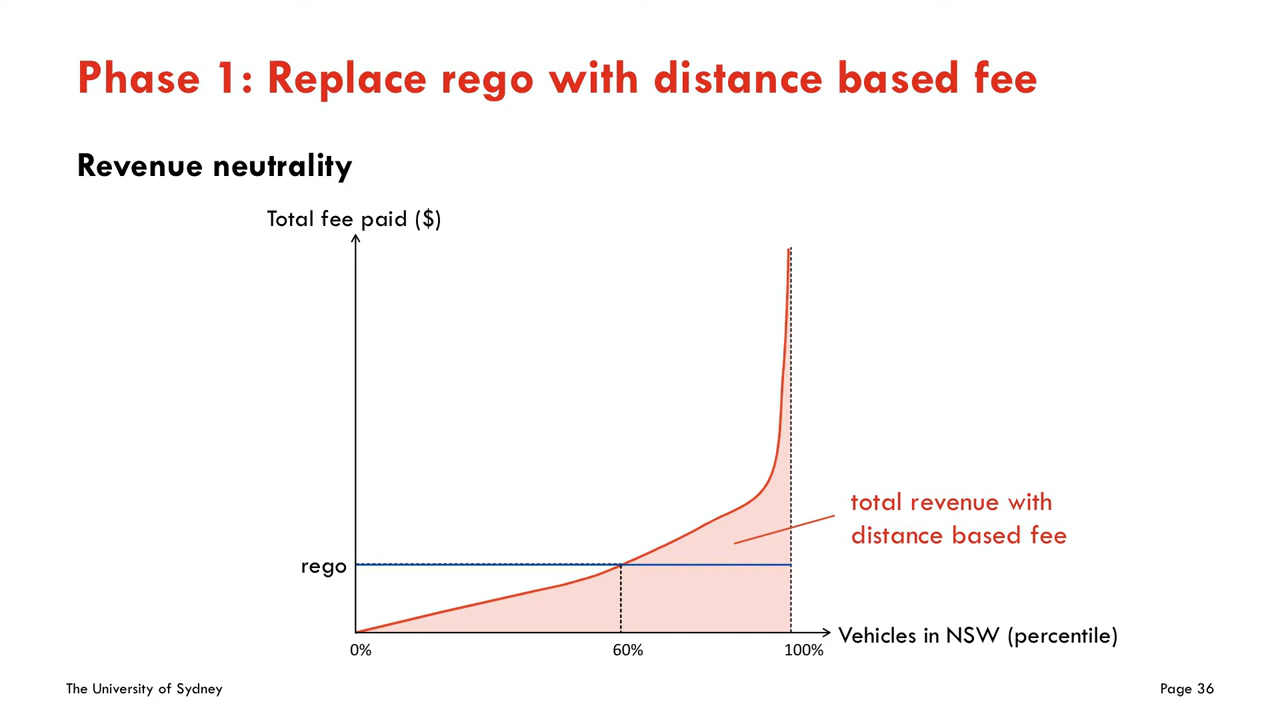 Phase 1: Replace rego with distance based fee
Revenue neutrality
Total fee paid ($)
total revenue with
distance based fee
rego
Vehicles in NSW (percentile)
0%
60%
100%
The University of Sydney
Page 36